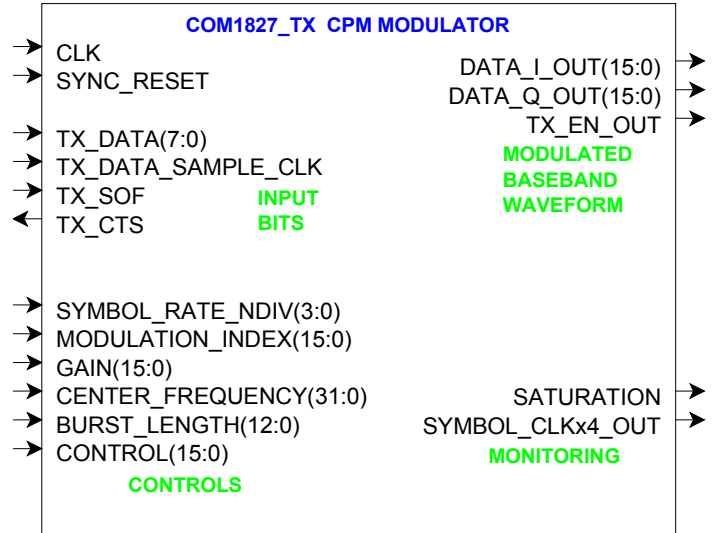 COM1827_TX CPM MODULATOR
CLK
SYNC_RESET
TX_DATA(7:0)
TX_DATA_SAMPLE_CLK
TX_SOF
TX_CTS
INPUT
BITS
DATA_I_OUT(15:0)
DATA_Q_OUT(15:0)
TX_EN_OUT
MODULATED
BASEBAND
WAVEFORM
SYMBOL_RATE_NDIV(3:0)
MODULATION_INDEX(15:0)
GAIN(15:0)
CENTER_FREQUENCY(31:0)
BURST_LENGTH(12:0)
CONTROL(15:0)
CONTROLS
SATURATION
SYMBOL_CLKx4_OUT
MONITORING